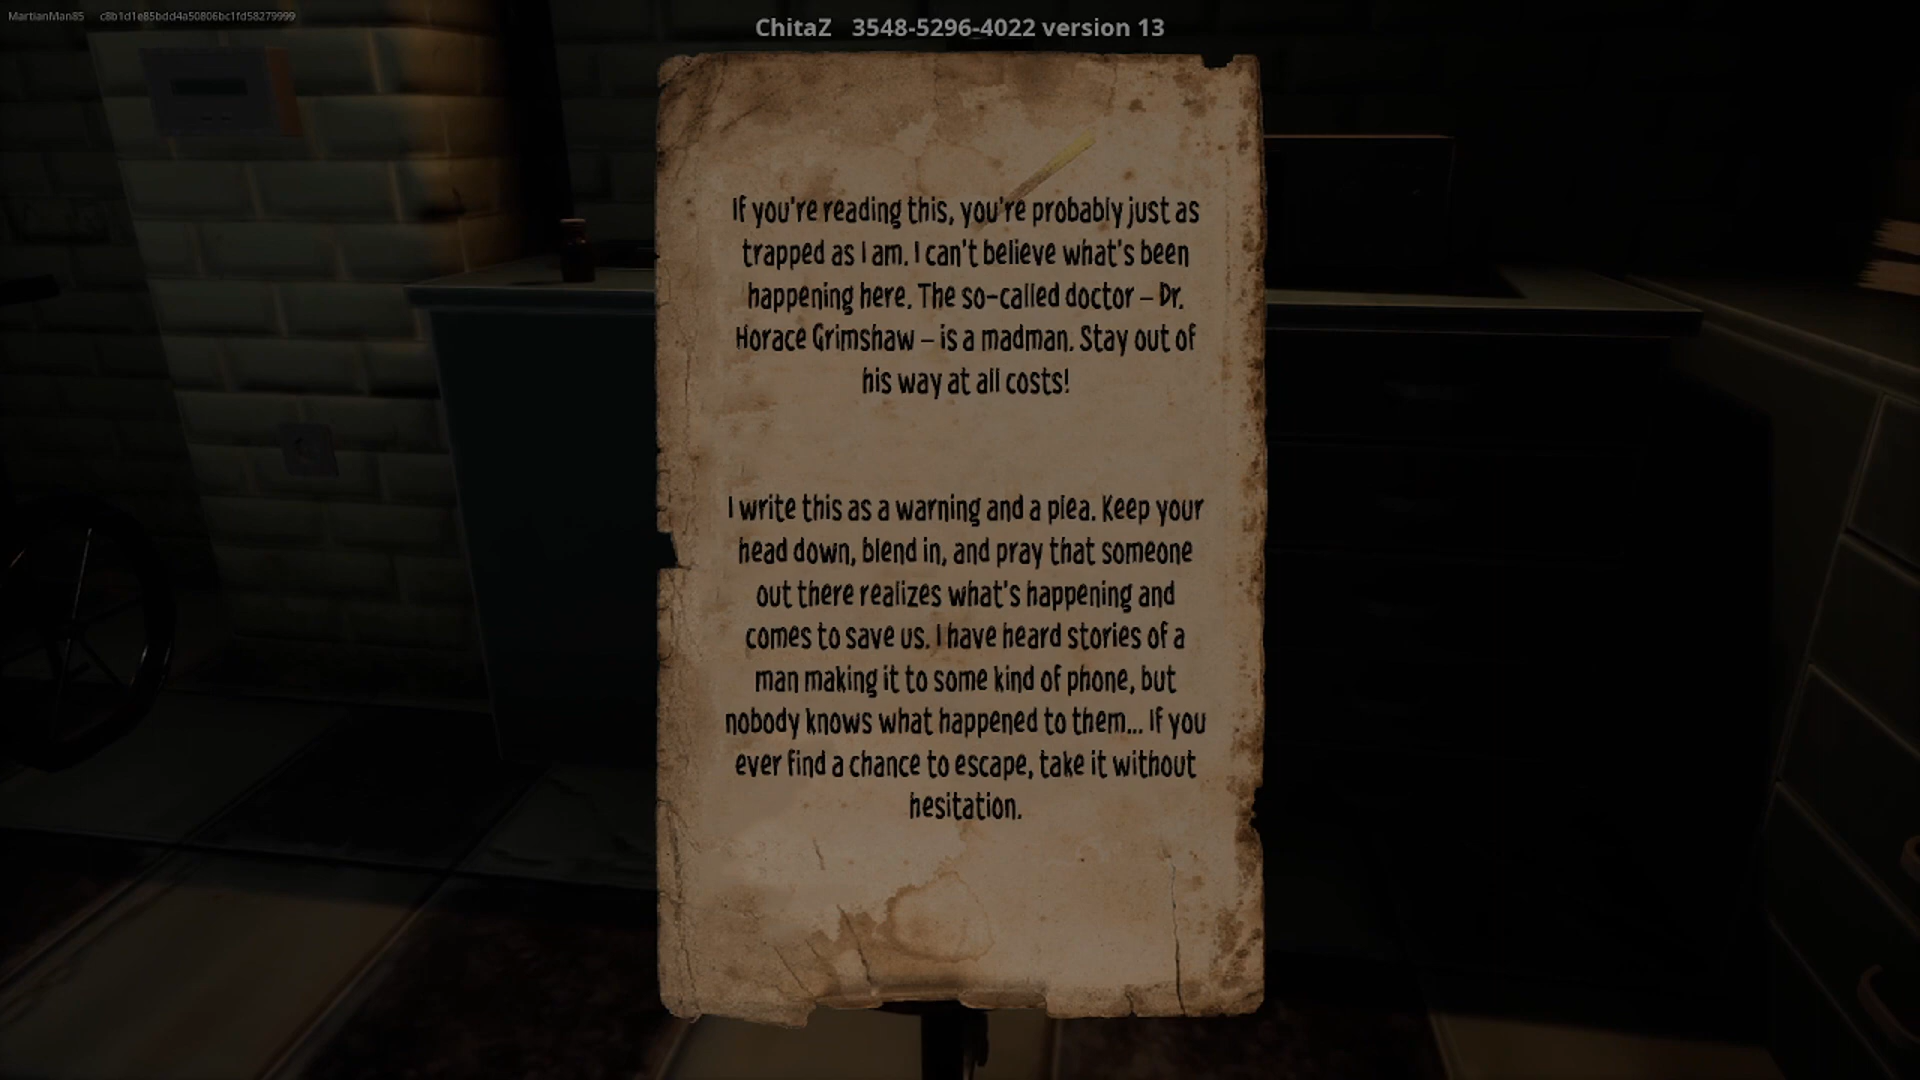 MartianMan85 c8b1d1e85bdd4a50806bc1fd58279999
ChitaZ 3548-5296-4022 version 13
If you're reading this, you're probably just as
trapped as I am. I can't believe what's been
happening here. The so-called doctor – Dr.
Horace Grimshaw – is a madman. Stay out of
his way at all costs!
I write this as a warning and a plea. Keep your
head down, blend in, and pray that someone
out there realizes what's happening and
comes to save us. I have heard stories of a
man making it to some kind of phone, but
nobody knows what happened to them... If you
ever find a chance to escape, take it without
hesitation.